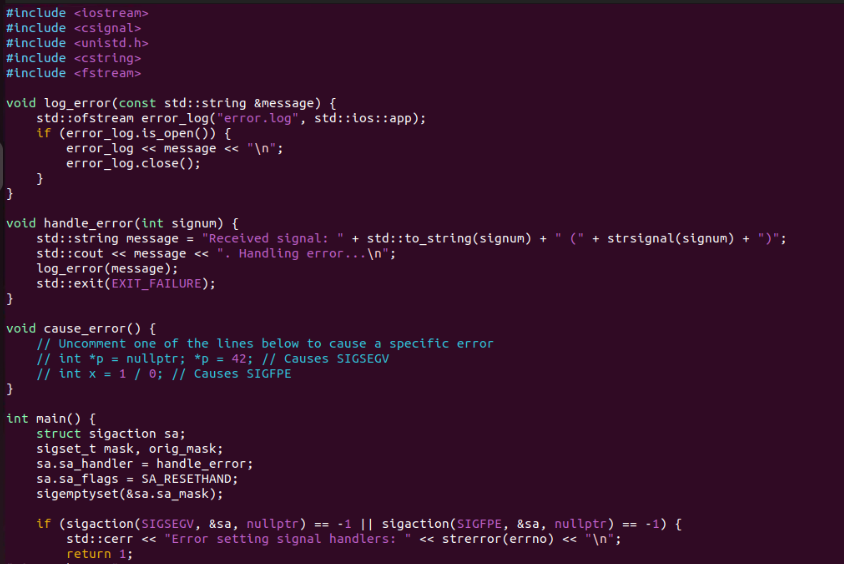 #include <iostream>
#include <csignal>
#include <unistd.h>
#include <cstring>
#include <fstream>

void log_error(const std::string &message) {
    std::ofstream error_log("error.log", std::ios::app);
    if (error_log.is_open()) {
        error_log << message << "\n";
        error_log.close();
    }
}

void handle_error(int signum) {
    std::string message = "Received signal: " + std::to_string(signum) + " (" + strsignal(signum) + ")";
    std::cout << message << ". Handling error...\n";
    log_error(message);
    std::exit(EXIT_FAILURE);
}

void cause_error() {
    // Uncomment one of the lines below to cause a specific error
    // int *p = nullptr; *p = 42; // Causes SIGSEGV
    // int x = 1 / 0; // Causes SIGFPE
}

int main() {
    struct sigaction sa;
    sigset_t mask, orig_mask;
    sa.sa_handler = handle_error;
    sa.sa_flags = SA_RESETHAND;
    sigemptyset(&sa.sa_mask);

    if (sigaction(SIGSEGV, &sa, nullptr) == -1 || sigaction(SIGFPE, &sa, nullptr) == -1) {
        std::cerr << "Error setting signal handlers: " << strerror(errno) << "\n";
        return 1;